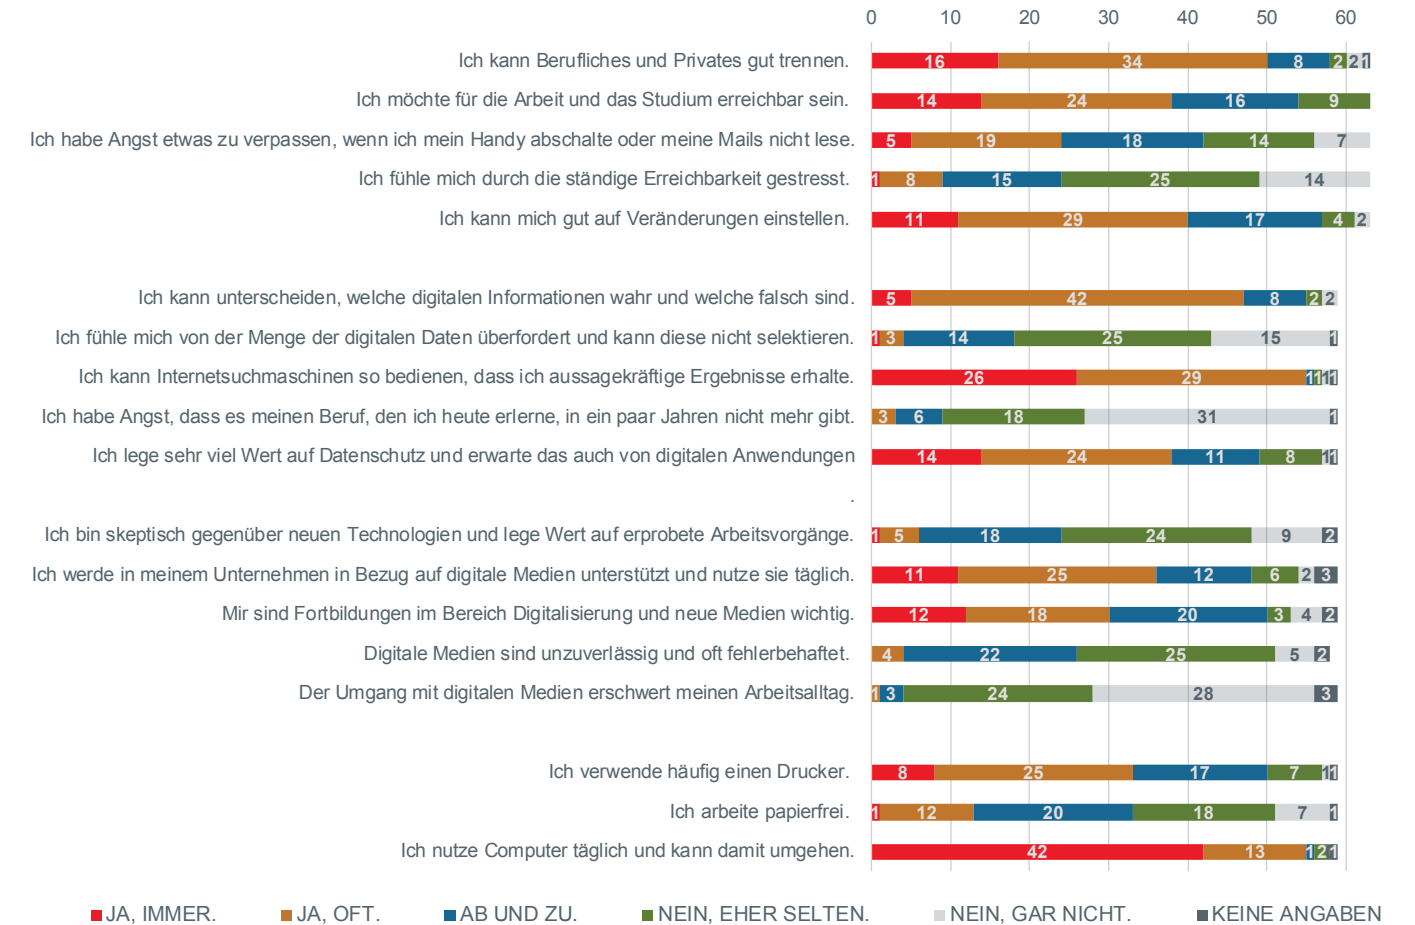 0 10 20 30 40 50 60
Ich kann Berufliches und Privates gut trennen. 16 34 8 2 2 1
Ich möchte für die Arbeit und das Studium erreichbar sein. 14 24 16 9
Ich habe Angst etwas zu verpassen, wenn ich mein Handy abschalte oder meine Mails nicht lese. 5 19 18 14 7
Ich fühle mich durch die ständige Erreichbarkeit gestresst. 1 8 15 25 14
Ich kann mich gut auf Veränderungen einstellen. 11 29 17 4 2
Ich kann unterscheiden, welche digitalen Informationen wahr und welche falsch sind. 5 42 8 2 2
Ich fühle mich von der Menge der digitalen Daten überfordert und kann diese nicht selektieren. 1 3 14 25 15 1
Ich kann Internetsuchmaschinen so bedienen, dass ich aussagekräftige Ergebnisse erhalte. 26 29 1 1 1 1
Ich habe Angst, dass es meinen Beruf, den ich heute erlerne, in ein paar Jahren nicht mehr gibt. 3 6 18 31 1
Ich lege sehr viel Wert auf Datenschutz und erwarte das auch von digitalen Anwendungen 14 24 11 8 1 1
.
Ich bin skeptisch gegenüber neuen Technologien und lege Wert auf erprobete Arbeitsvorgänge. 1 5 18 24 9 2
Ich werde in meinem Unternehmen in Bezug auf digitale Medien unterstützt und nutze sie täglich. 11 25 12 6 2 3
Mir sind Fortbildungen im Bereich Digitalisierung und neue Medien wichtig. 12 18 20 3 4 2
Digitale Medien sind unzuverlässig und oft fehlerbehaftet. 4 22 25 5 2
Der Umgang mit digitalen Medien erschwert meinen Arbeitsalltag. 1 3 24 28 3
Ich verwende häufig einen Drucker. 8 25 17 7 1 1
Ich arbeite papierfrei. 1 12 20 18 7 1
Ich nutze Computer täglich und kann damit umgehen. 42 13 1 2 1
JA, IMMER. JA, OFT. AB UND ZU. NEIN, EHER SELTEN. NEIN, GAR NICHT. KEINE ANGABEN